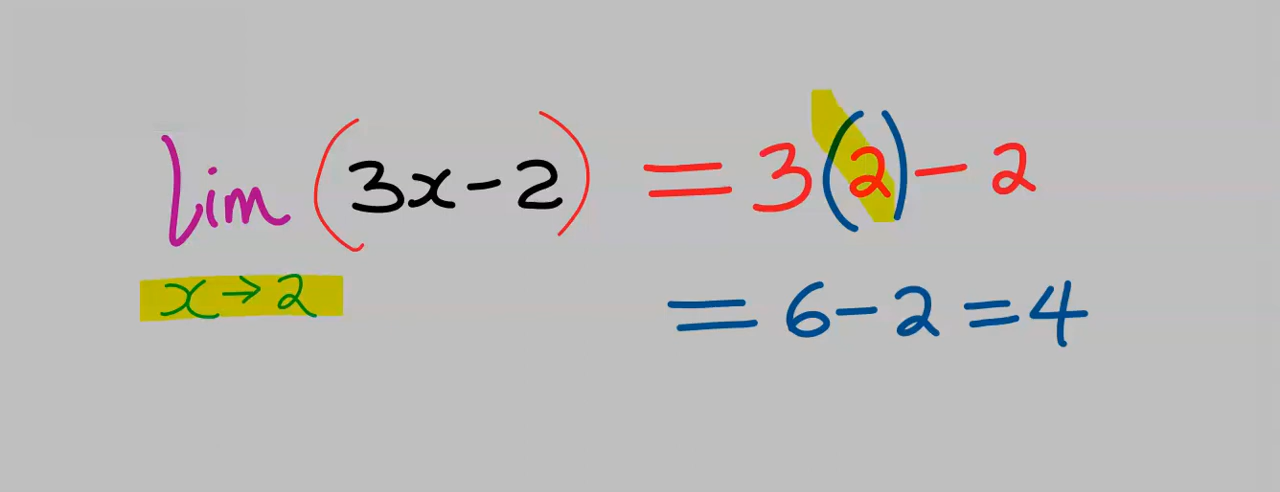 lim (3x-2) = 3(2)-2
x→2
= 6-2=4